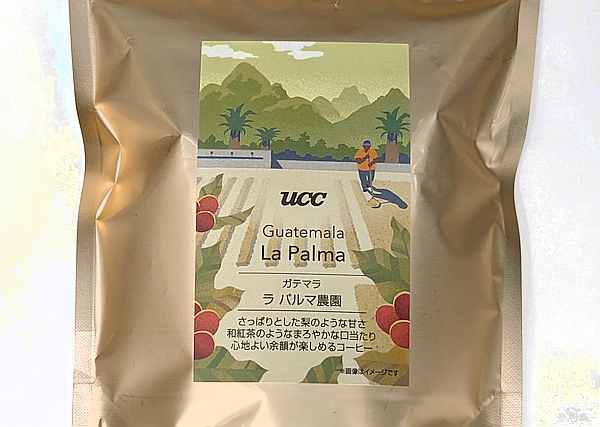 ucc
Guatemala
La Palma
ガテマラ
ラ パルマ農園
さっぱりとした梨のような甘さ
和紅茶のようなまろやかな口当たり
心地よい余韻が楽しめるコーヒー
※画像はイメージです